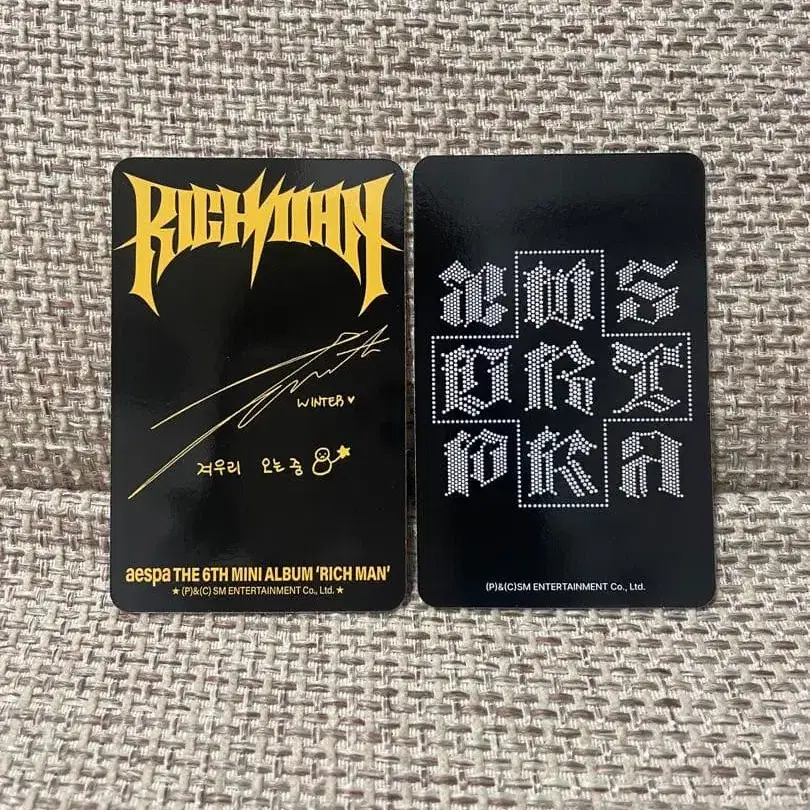 RICH MAN
WINTER ♥
겨우리 오는 중
aespa THE 6TH MINI ALBUM 'RICH MAN'
★ (P)&(C) SM ENTERTAINMENT Co., Ltd. ★
æ W S
D R T
P K A
(P)&(C)SM ENTERTAINMENT Co., Ltd.